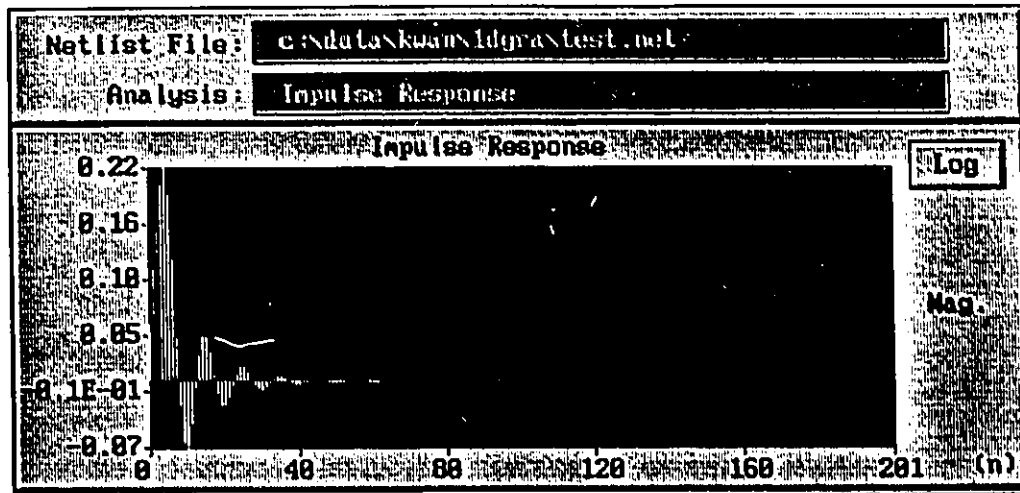 Netlist File: c:\data\kwan\1dgra\test.net
Analysis: Impulse Response
Impulse Response
Log
0.22
0.16
0.10
0.05
-0.1E-01
-0.07
Mag.
0 40 80 120 160 201 (n)